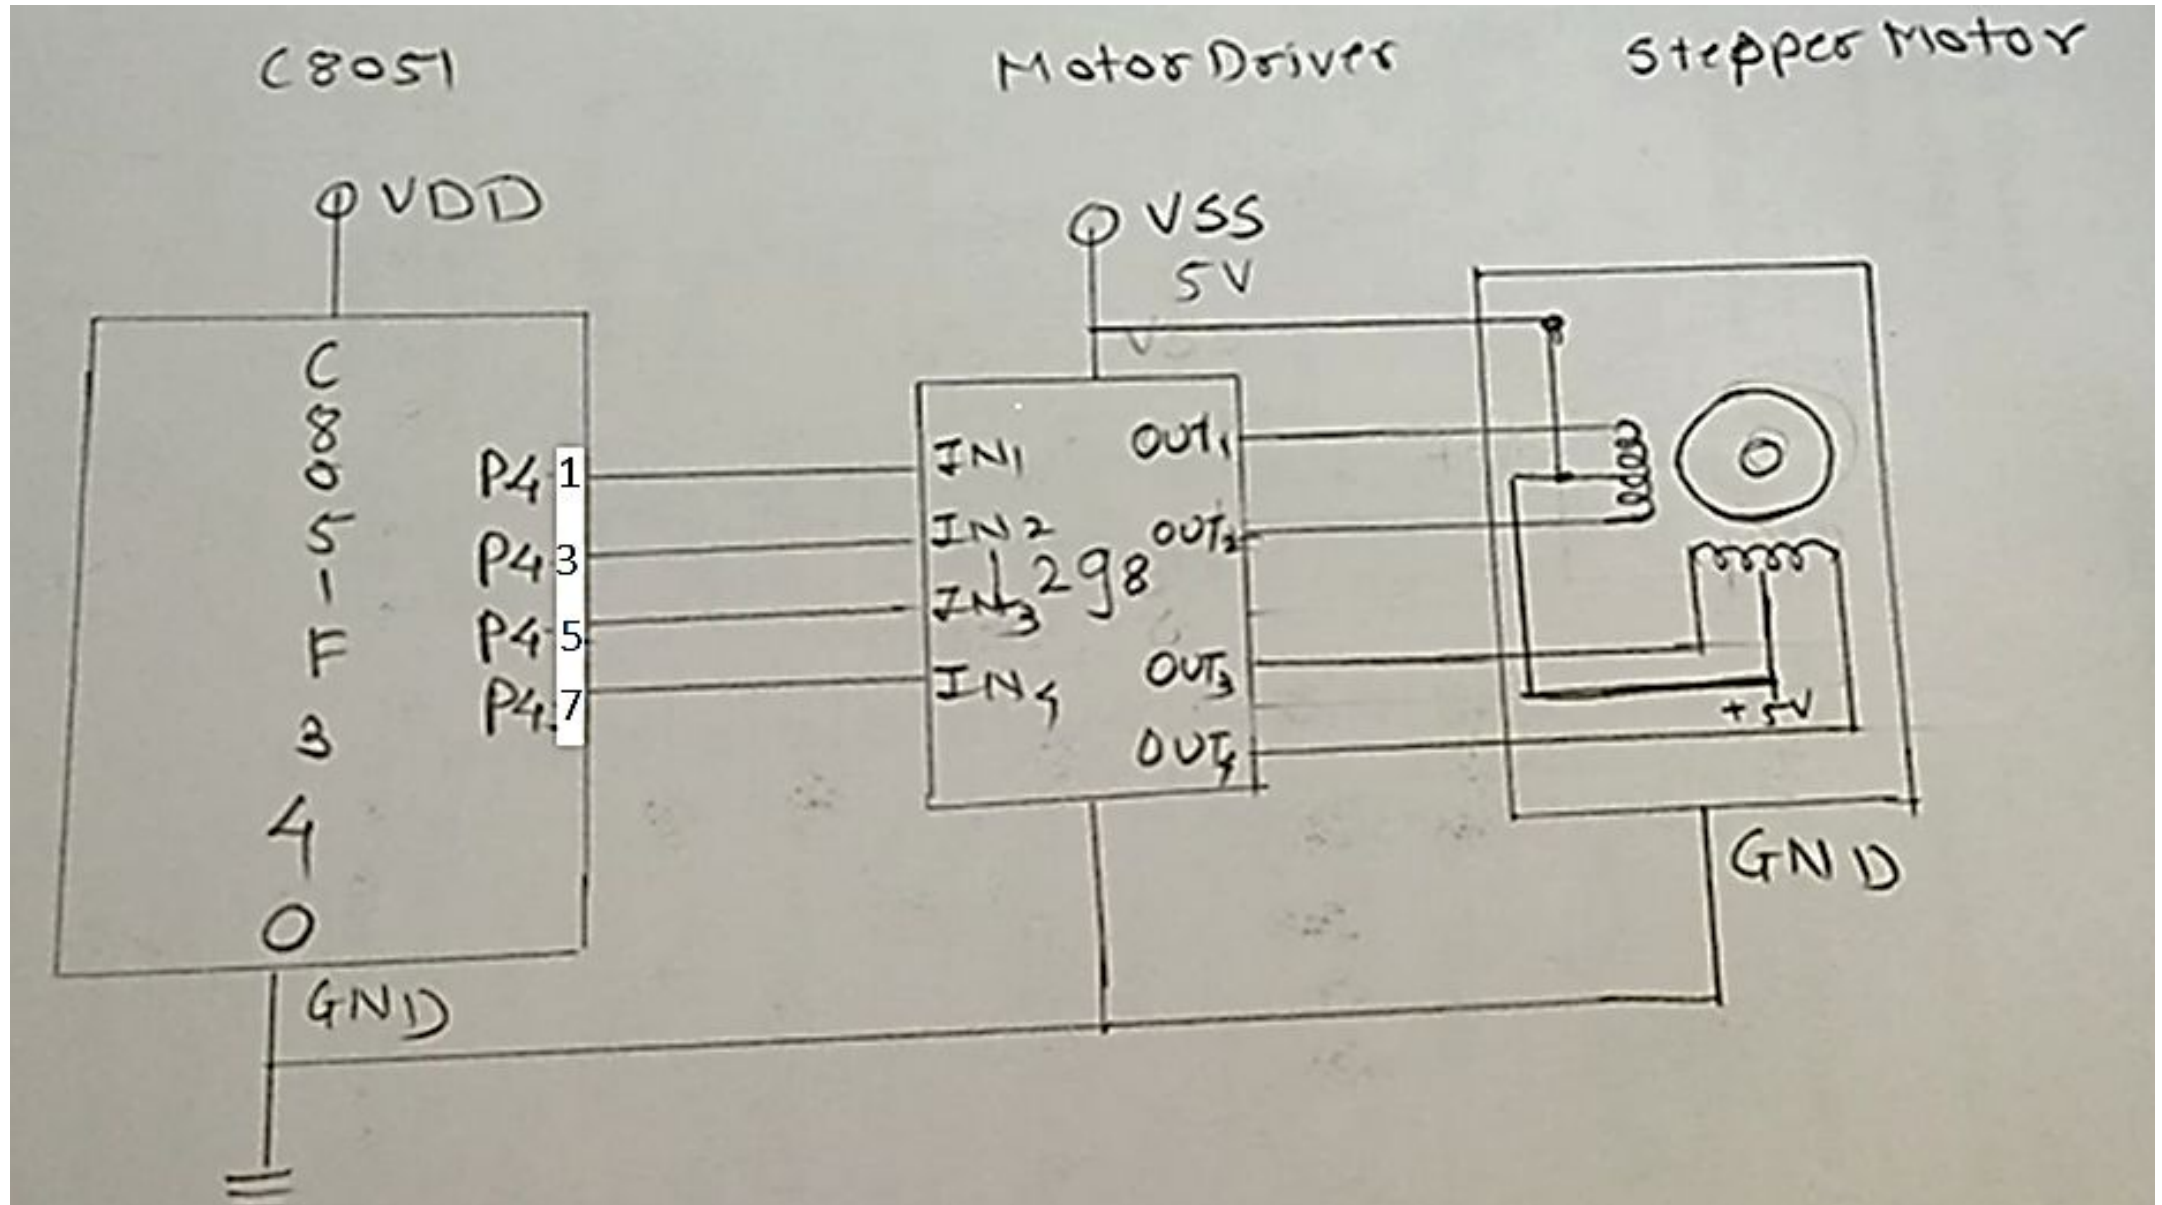 C8051
Motor Driver
Stepper Motor
VDD
VSS
5V
C
8
0
5
1
F
3
4
0
P4 1
P4 3
P4 5
P4.7
GND
IN1
IN2
IN3
IN4
L298
OUT1
OUT2
OUT3
OUT4
+5V
GND